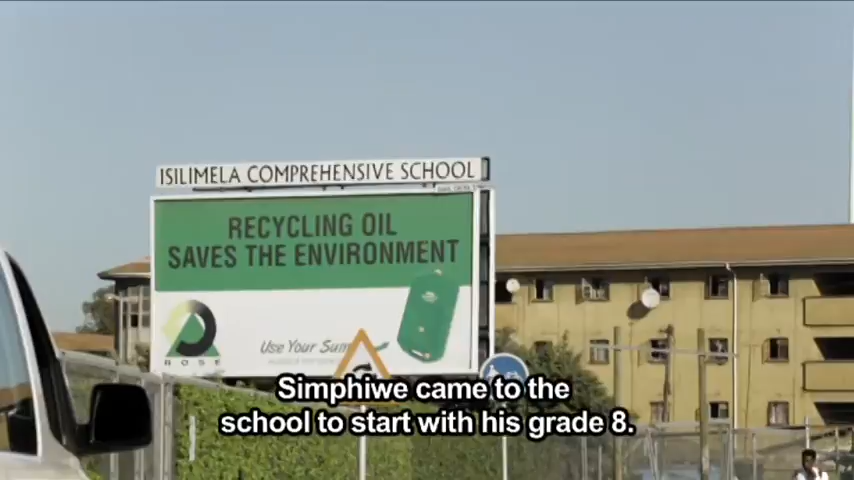 ISILIMELA COMPREHENSIVE SCHOOL
RECYCLING OIL
SAVES THE ENVIRONMENT
Use Your
ROSE
Simphiwe came to the
school to start with his grade 8.